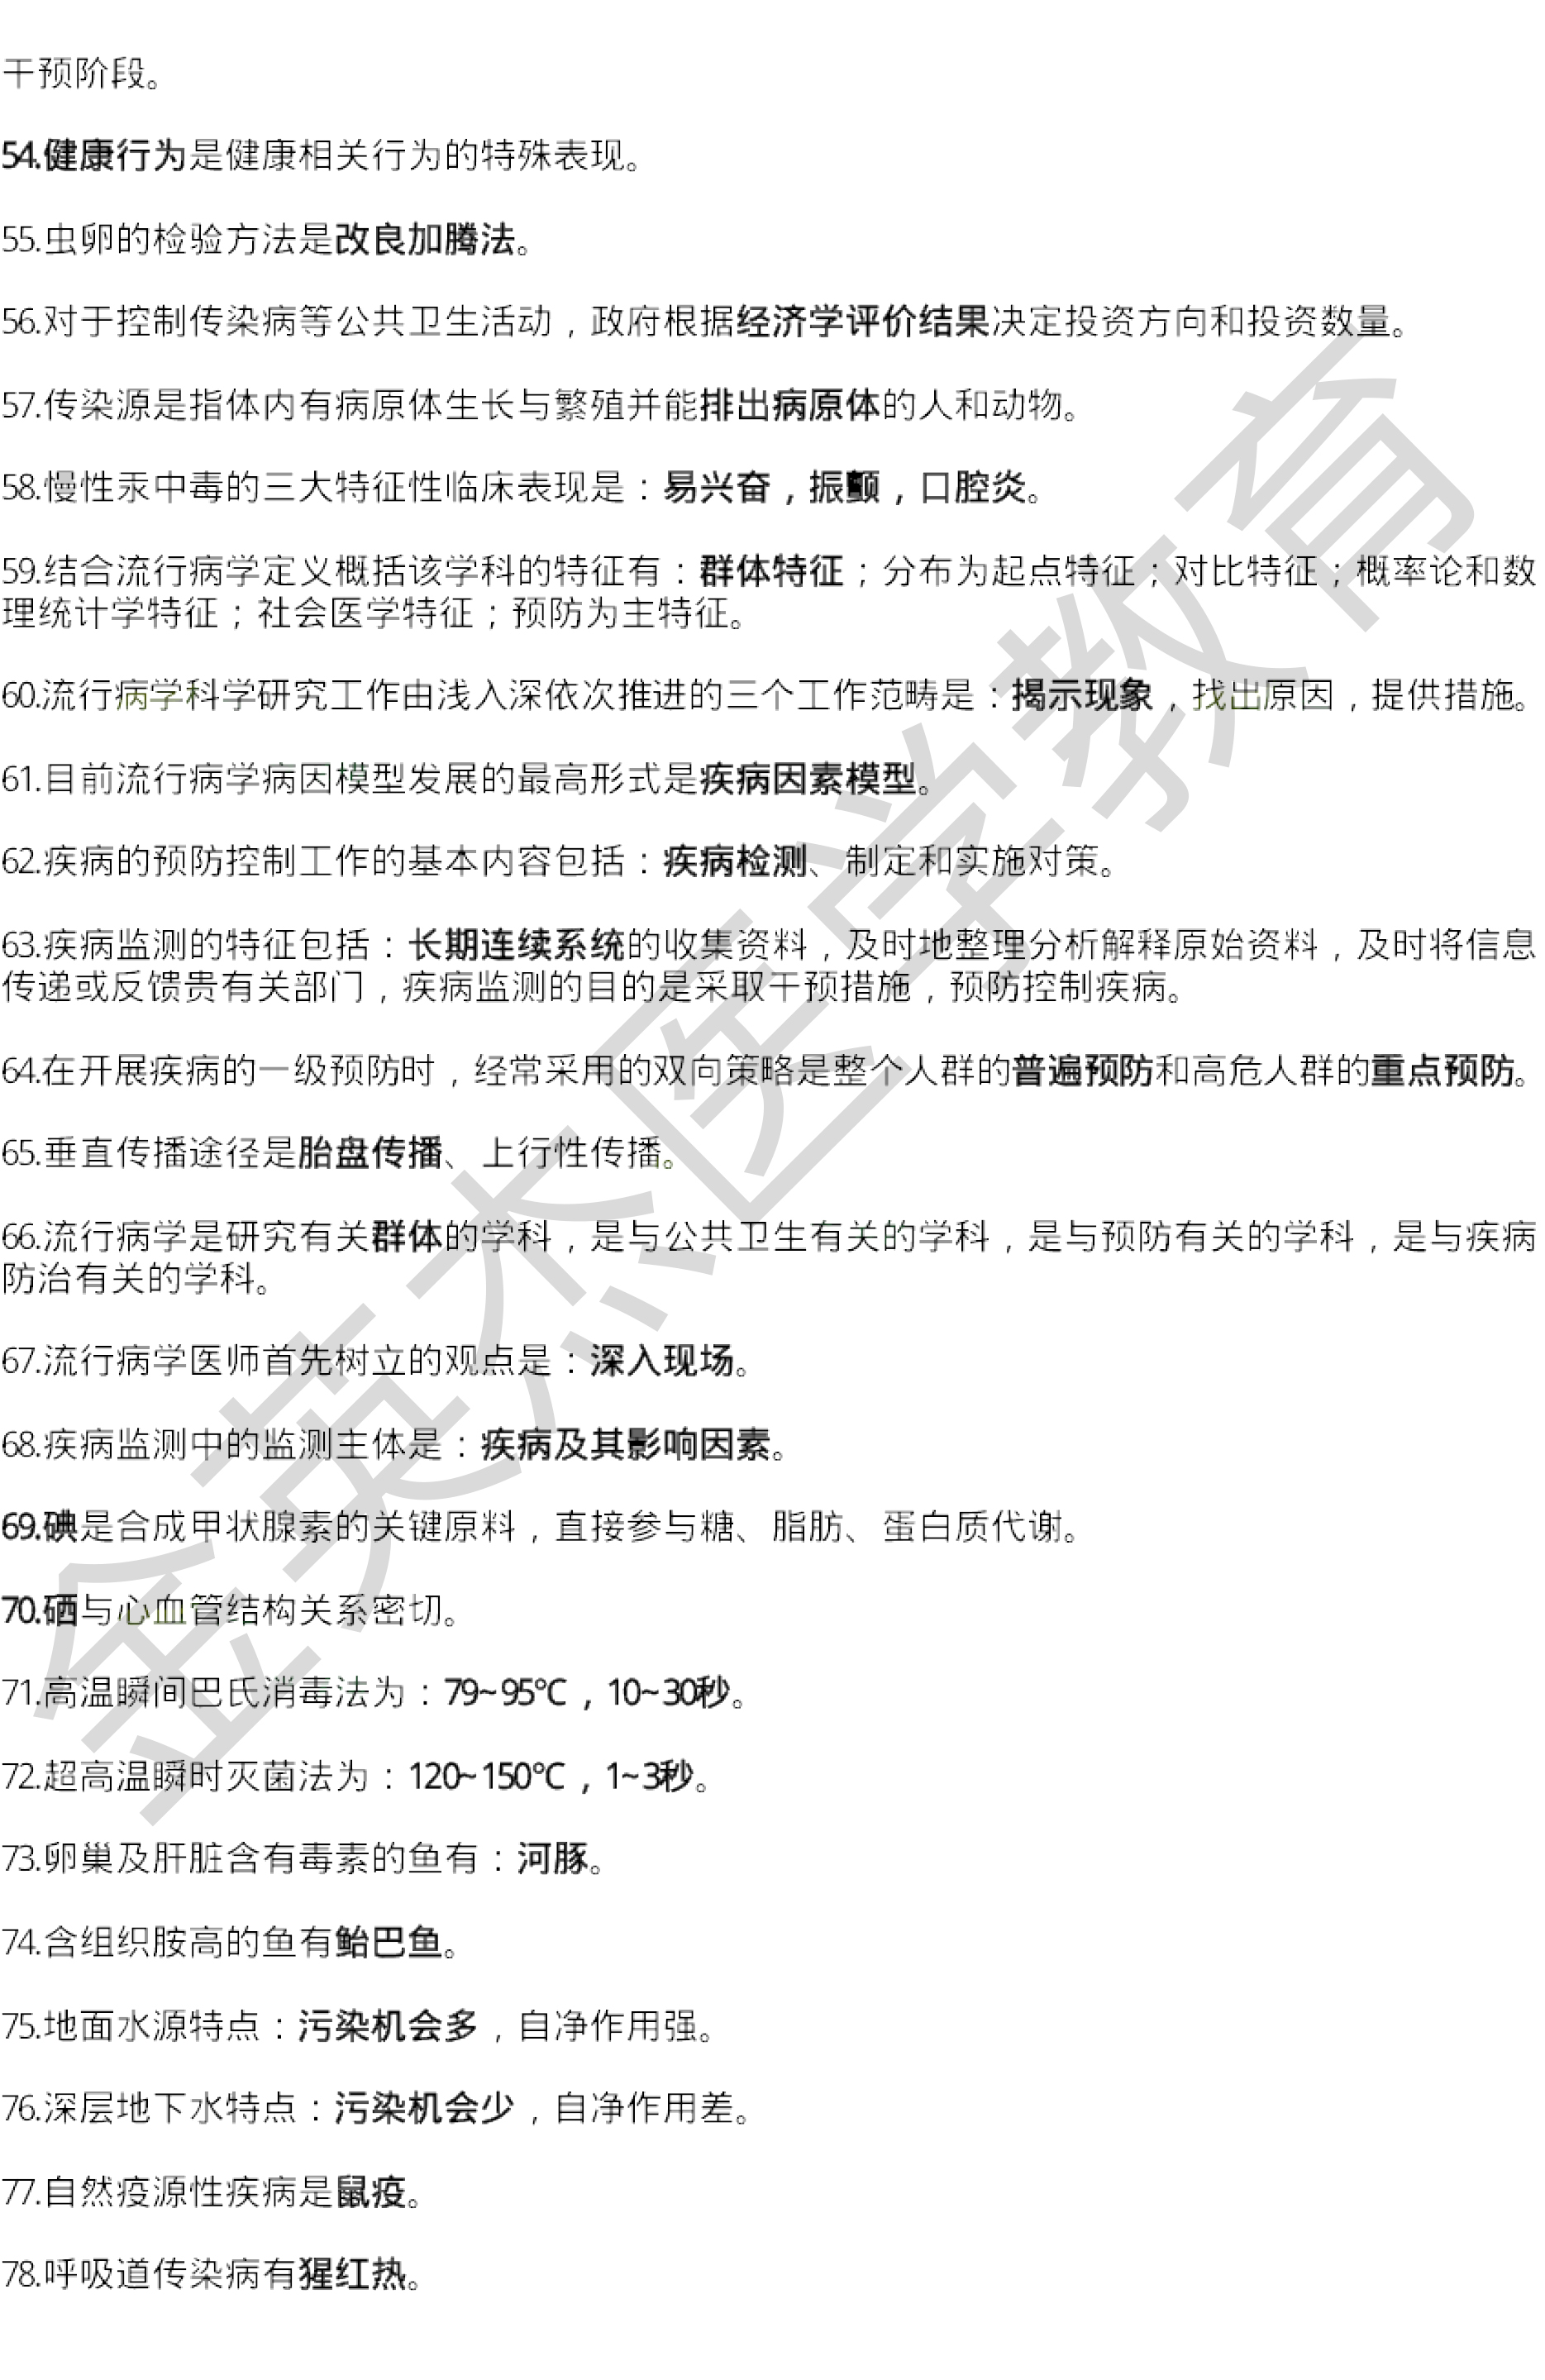 干预阶段。
54.健康行为是健康相关行为的特殊表现。
55.虫卵的检验方法是改良加腾法。
56.对于控制传染病等公共卫生活动，政府根据经济学评价结果决定投资方向和投资数量。
57.传染源是指体内有病原体生长与繁殖并能排出病原体的人和动物。
58.慢性汞中毒的三大特征性临床表现是：易兴奋，振颤，口腔炎。
59.结合流行病学定义概括该学科的特征有：群体特征；分布为起点特征；对比特征；概率论和数
理统计学特征；社会医学特征；预防为主特征。
60.流行病学科学研究工作由浅入深依次推进的三个工作范畴是：揭示现象，找出原因，提供措施。
61.目前流行病学病因模型发展的最高形式是疾病因素模型。
62.疾病的预防控制工作的基本内容包括：疾病检测、制定和实施对策。
63.疾病监测的特征包括：长期连续系统的收集资料，及时地整理分析解释原始资料，及时将信息
传递或反馈贵有关部门，疾病监测的目的是采取干预措施，预防控制疾病。
64.在开展疾病的一级预防时，经常采用的双向策略是整个人群的普遍预防和高危人群的重点预防。
65.垂直传播途径是胎盘传播、上行性传播。
66.流行病学是研究有关群体的学科，是与公共卫生有关的学科，是与预防有关的学科，是与疾病
防治有关的学科。
67.流行病学医师首先树立的观点是：深入现场。
68.疾病监测中的监测主体是：疾病及其影响因素。
69.碘是合成甲状腺素的关键原料，直接参与糖、脂肪、蛋白质代谢。
70.硒与心血管结构关系密切。
71.高温瞬间巴氏消毒法为：79~95℃，10~30秒。
72.超高温瞬时灭菌法为：120~150℃，1~3秒。
73.卵巢及肝脏含有毒素的鱼有：河豚。
74.含组织胺高的鱼有鲐巴鱼。
75.地面水源特点：污染机会多，自净作用强。
76.深层地下水特点：污染机会少，自净作用差。
77.自然疫源性疾病是鼠疫。
78.呼吸道传染病有猩红热。
金英杰医学教育